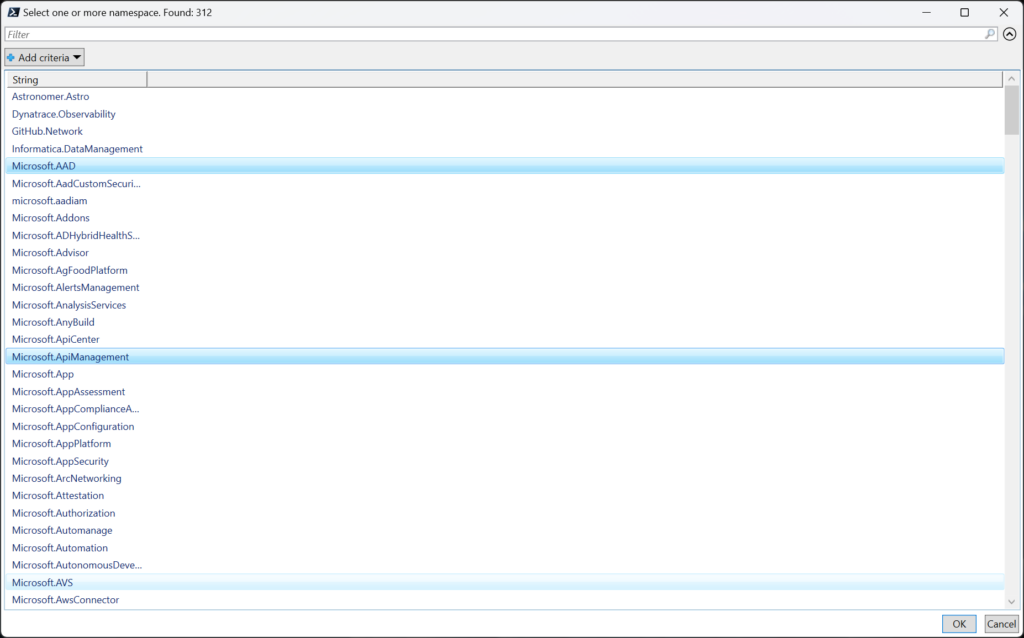 Select one or more namespace. Found: 312
Filter
Add criteria
String
Astronomer.Astro
Dynatrace.Observability
GitHub.Network
Informatica.DataManagement
Microsoft.AAD
Microsoft.AadCustomSecuri...
microsoft.aadiam
Microsoft.Addons
Microsoft.ADHybridHealthS...
Microsoft.Advisor
Microsoft.AgFoodPlatform
Microsoft.AlertsManagement
Microsoft.AnalysisServices
Microsoft.AnyBuild
Microsoft.ApiCenter
Microsoft.ApiManagement
Microsoft.App
Microsoft.AppAssessment
Microsoft.AppComplianceA...
Microsoft.AppConfiguration
Microsoft.AppPlatform
Microsoft.AppSecurity
Microsoft.ArcNetworking
Microsoft.Attestation
Microsoft.Authorization
Microsoft.Automanage
Microsoft.Automation
Microsoft.AutonomousDeve...
Microsoft.AVS
Microsoft.AwsConnector
OK Cancel